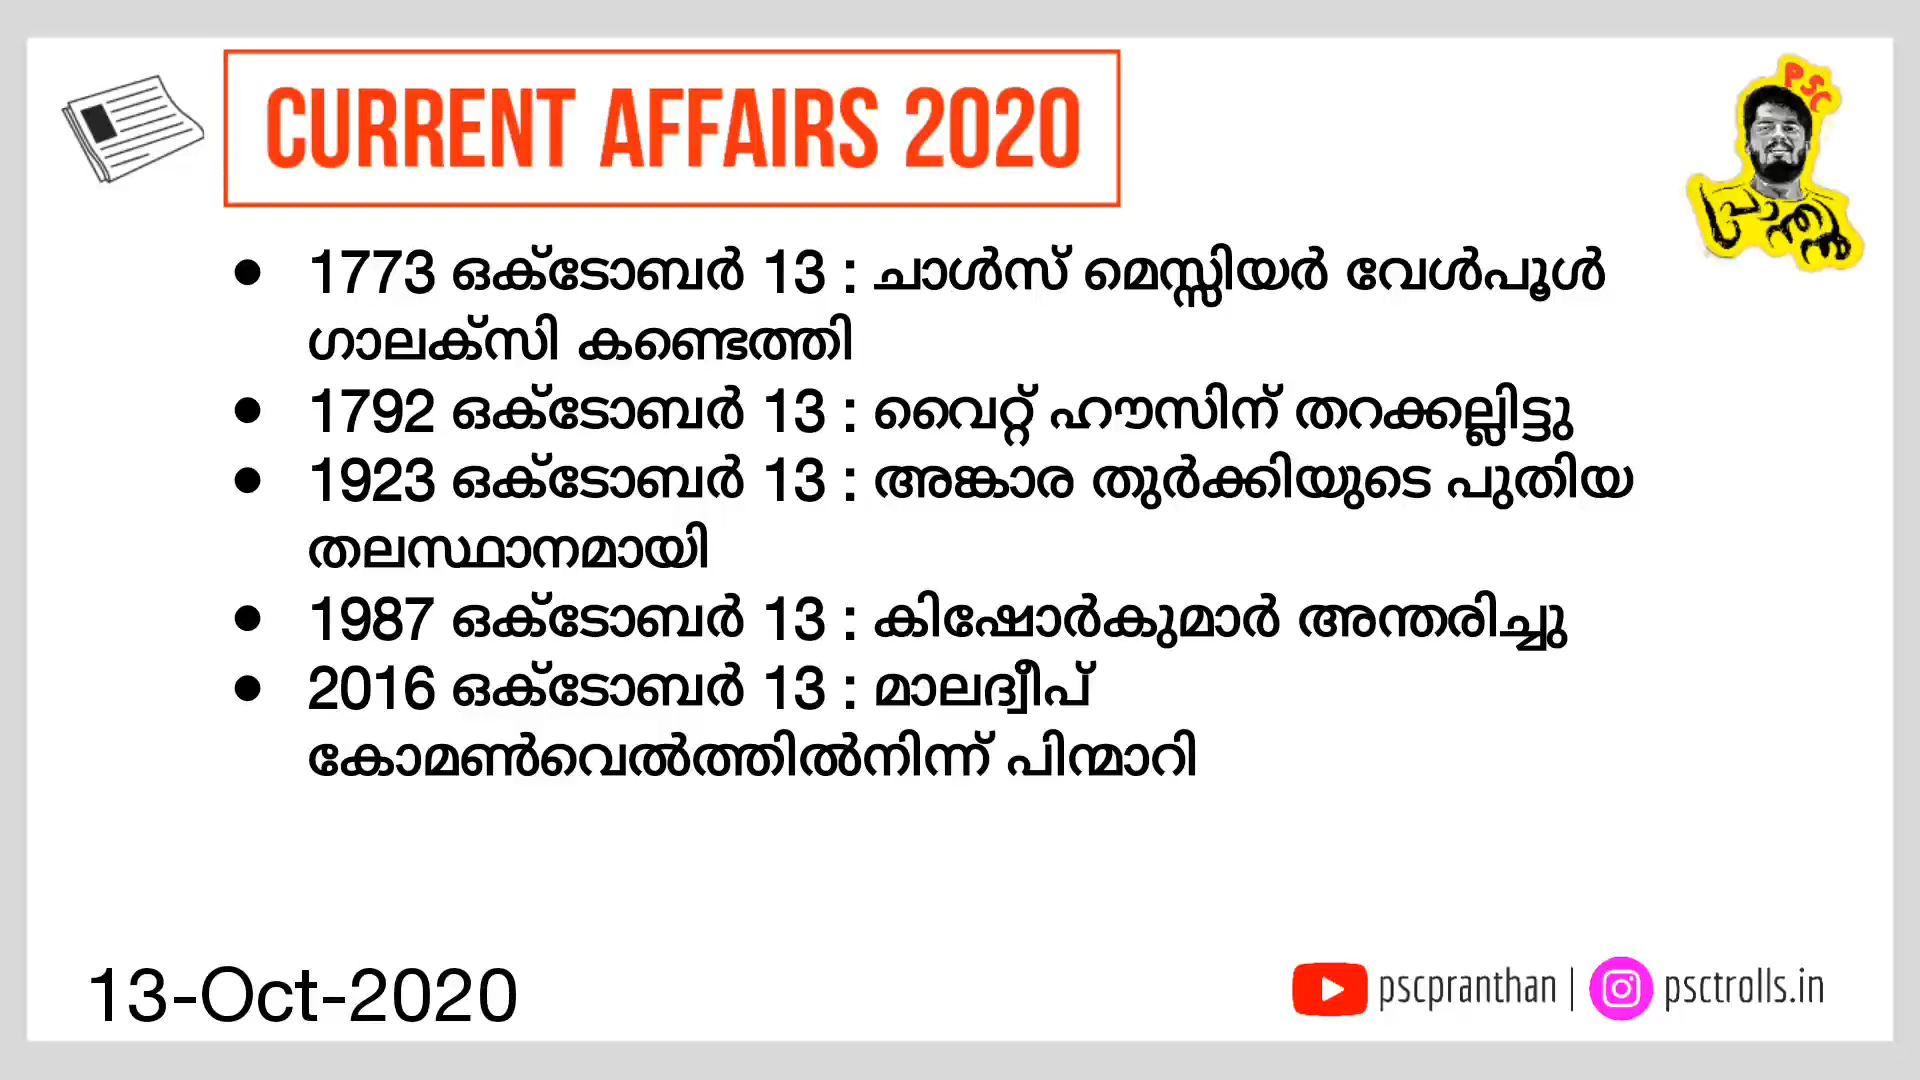 CURRENT AFFAIRS 2020
PSC
പ്രാന്തൻ
● 1773 ഒക്ടോബർ 13 : ചാൾസ് മെസ്സിയർ വേൾപൂൾ
ഗാലക്സി കണ്ടെത്തി
● 1792 ഒക്ടോബർ 13 : വൈറ്റ് ഹൗസിന് തറക്കല്ലിട്ടു
● 1923 ഒക്ടോബർ 13 : അങ്കാര തുർക്കിയുടെ പുതിയ
തലസ്ഥാനമായി
● 1987 ഒക്ടോബർ 13 : കിഷോർകുമാർ അന്തരിച്ചു
● 2016 ഒക്ടോബർ 13 : മാലദ്വീപ്
കോമൺവെൽത്തിൽനിന്ന് പിന്മാറി
13-Oct-2020
pscpranthan | psctrolls.in